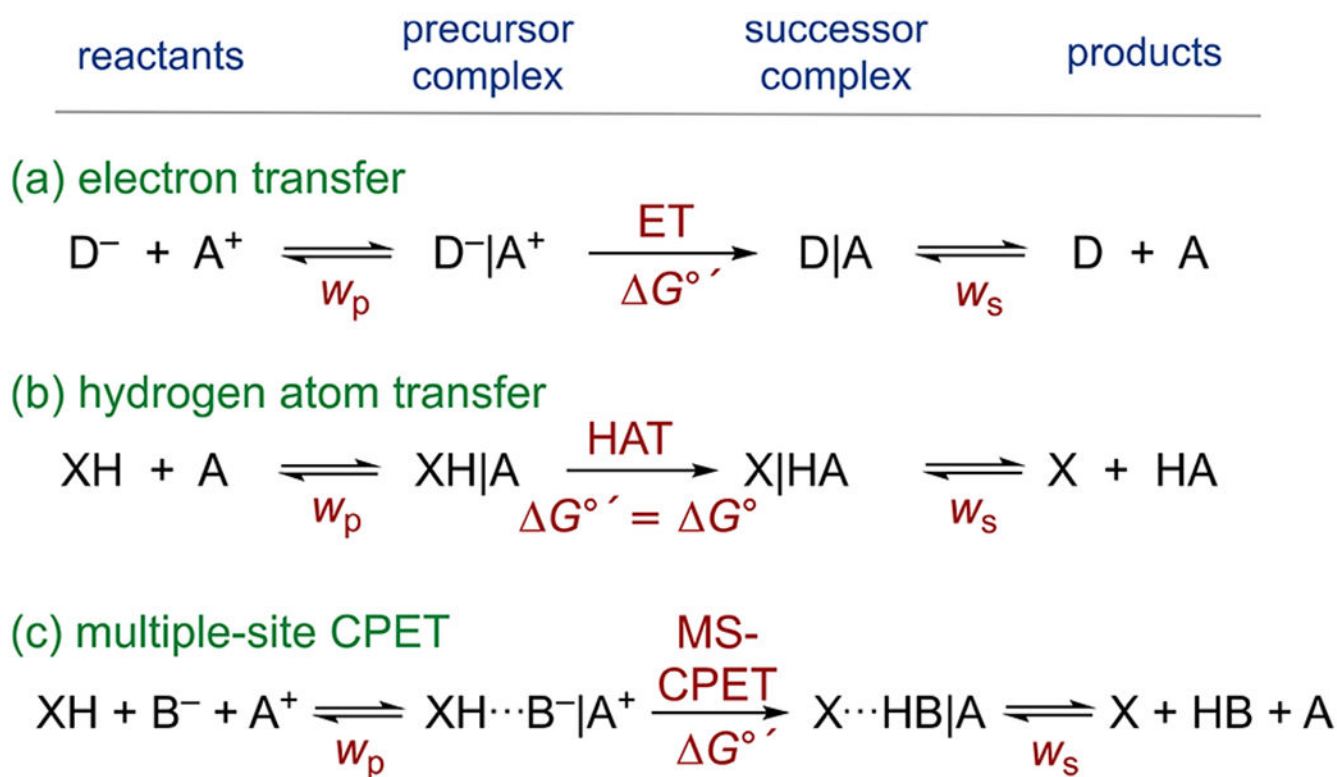 reactants precursor complex successor complex products
(a) electron transfer
D⁻ + A⁺ ⇌ D⁻|A⁺ ⟶ D|A ⇌ D + A
wₚ ET ΔG°´ wₛ
(b) hydrogen atom transfer
XH + A ⇌ XH|A ⟶ X|HA ⇌ X + HA
wₚ HAT ΔG°´ = ΔG° wₛ
(c) multiple-site CPET
XH + B⁻ + A⁺ ⇌ XH···B⁻|A⁺ ⟶ X···HB|A ⇌ X + HB + A
wₚ MS-CPET ΔG°´ wₛ